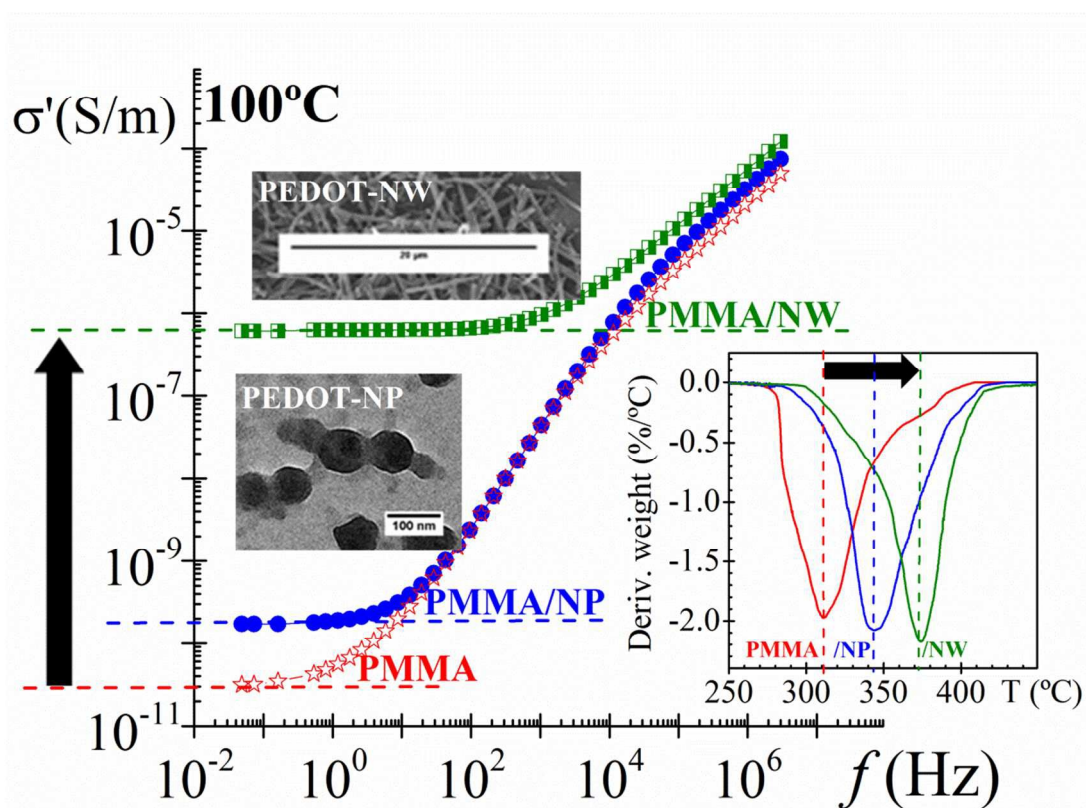 σ'(S/m)
100ºC
PEDOT-NW
20 µm
10⁻⁵
PMMA/NW
10⁻⁷
PEDOT-NP
100 nm
10⁻⁹
PMMA/NP
PMMA
10⁻¹¹
10⁻² 10⁰ 10² 10⁴ 10⁶
f (Hz)
Deriv. weight (%/ºC)
0.0
-0.5
-1.0
-1.5
-2.0
PMMA /NP /NW
250 300 350 400 T (ºC)